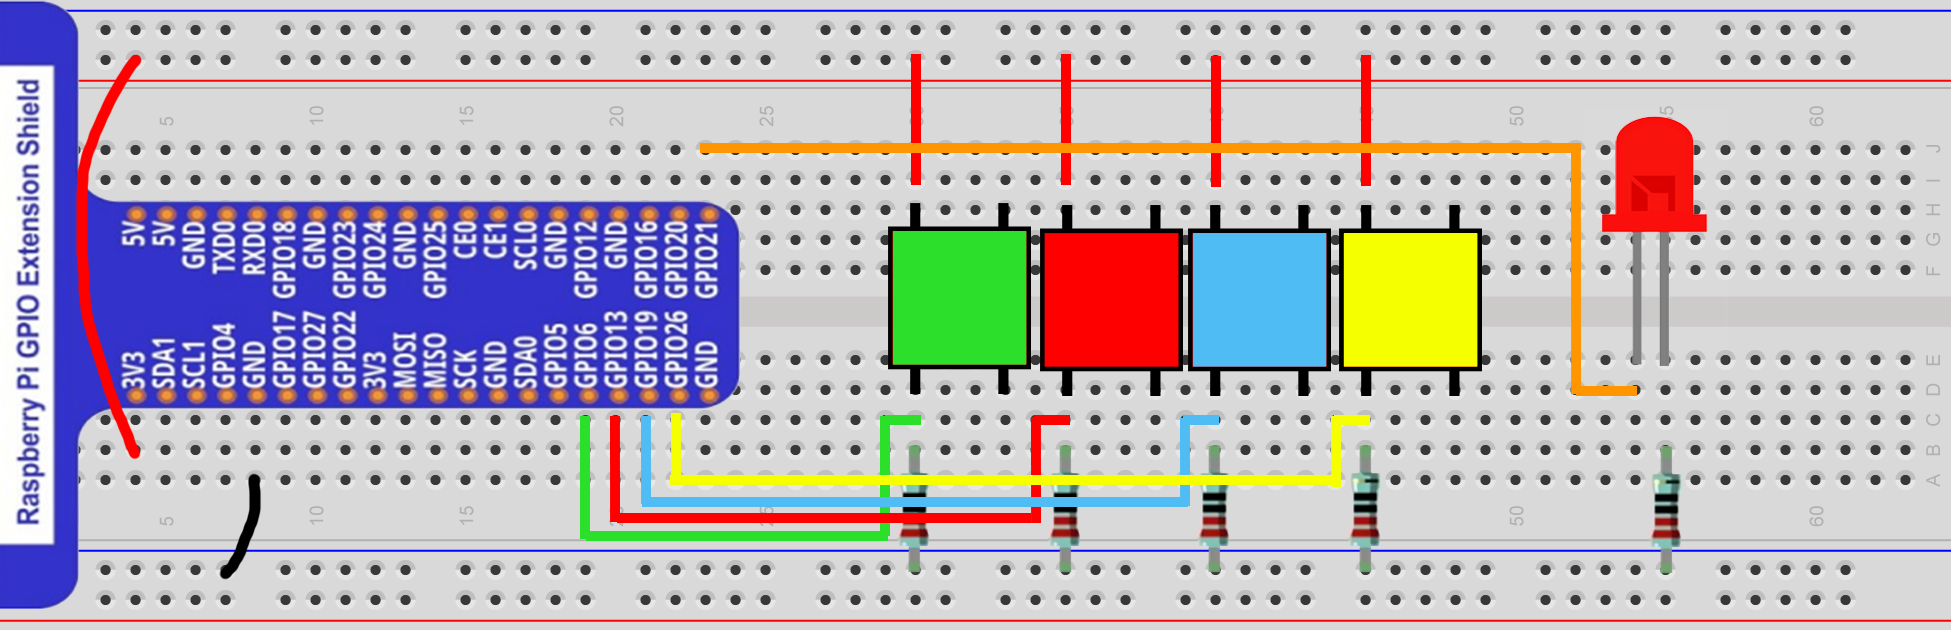 Raspberry Pi GPIO Extension Shield
5 10 15 20 25 50 60
J
I
H
G
F
5V 5V GND TXD0 RXD0 GPIO18 GND GPIO23 GPIO24 GND GPIO25 CE0 CE1 SCL0 GND GPIO12 GND GPIO16 GPIO20 GPIO21
3V3 SDA1 SCL1 GPIO4 GND GPIO17 GPIO27 GPIO22 3V3 MOSI MISO SCK GND SDA0 GPIO5 GPIO6 GPIO13 GPIO19 GPIO26 GND
E
D
C
B
A
5 10 15 50 60